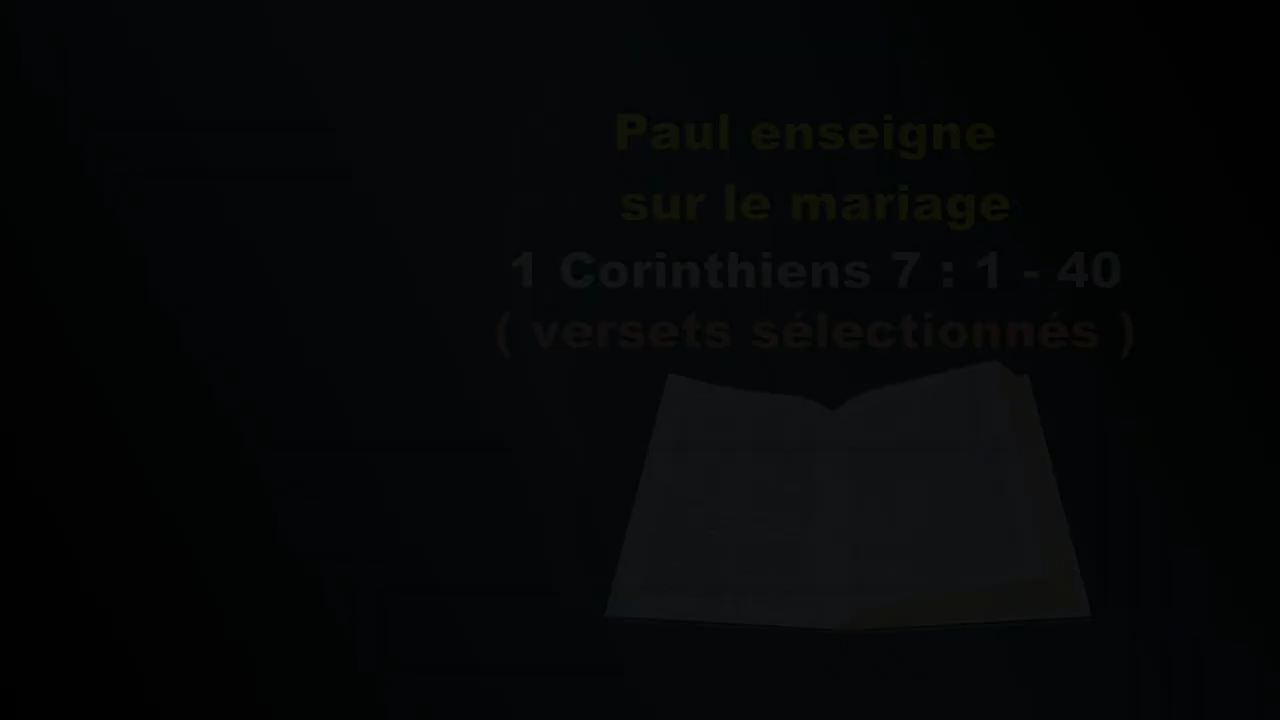 Paul enseigne
sur le mariage
1 Corinthiens 7 : 1 - 40
( versets sélectionnés )